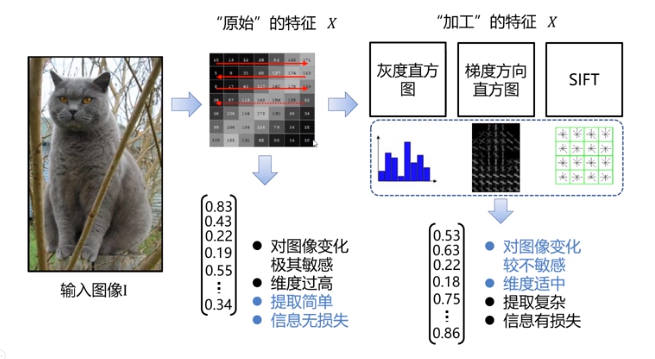 “原始”的特征 X
“加工”的特征 X
灰度直方
图
梯度方向
直方图
SIFT
输入图像I
0.83
0.43
0.22
0.19
0.55
⋮
0.34
● 对图像变化
极其敏感
● 维度过高
● 提取简单
● 信息无损失
0.53
0.63
0.22
0.18
0.75
⋮
0.86
● 对图像变化
较不敏感
● 维度适中
● 提取复杂
● 信息有损失